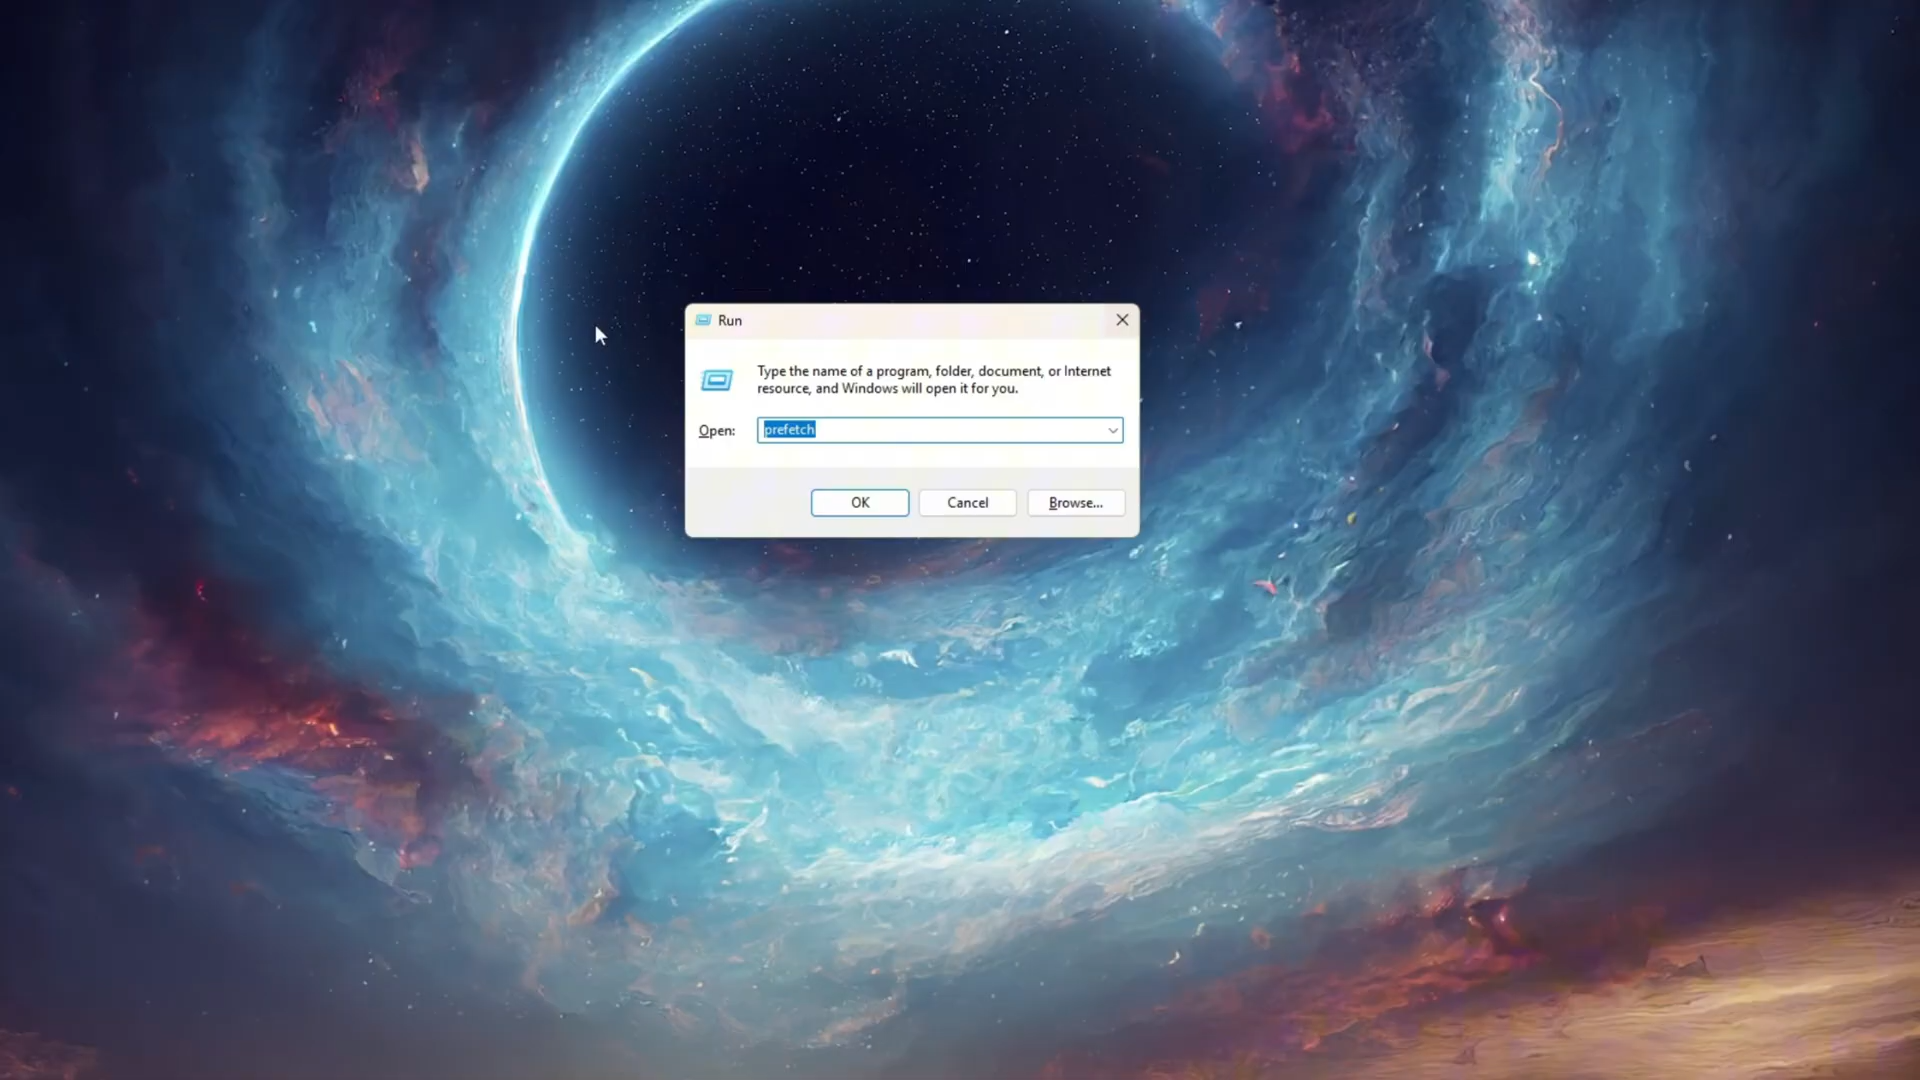 Run
Type the name of a program, folder, document, or Internet
resource, and Windows will open it for you.
Open: prefetch
OK Cancel Browse...